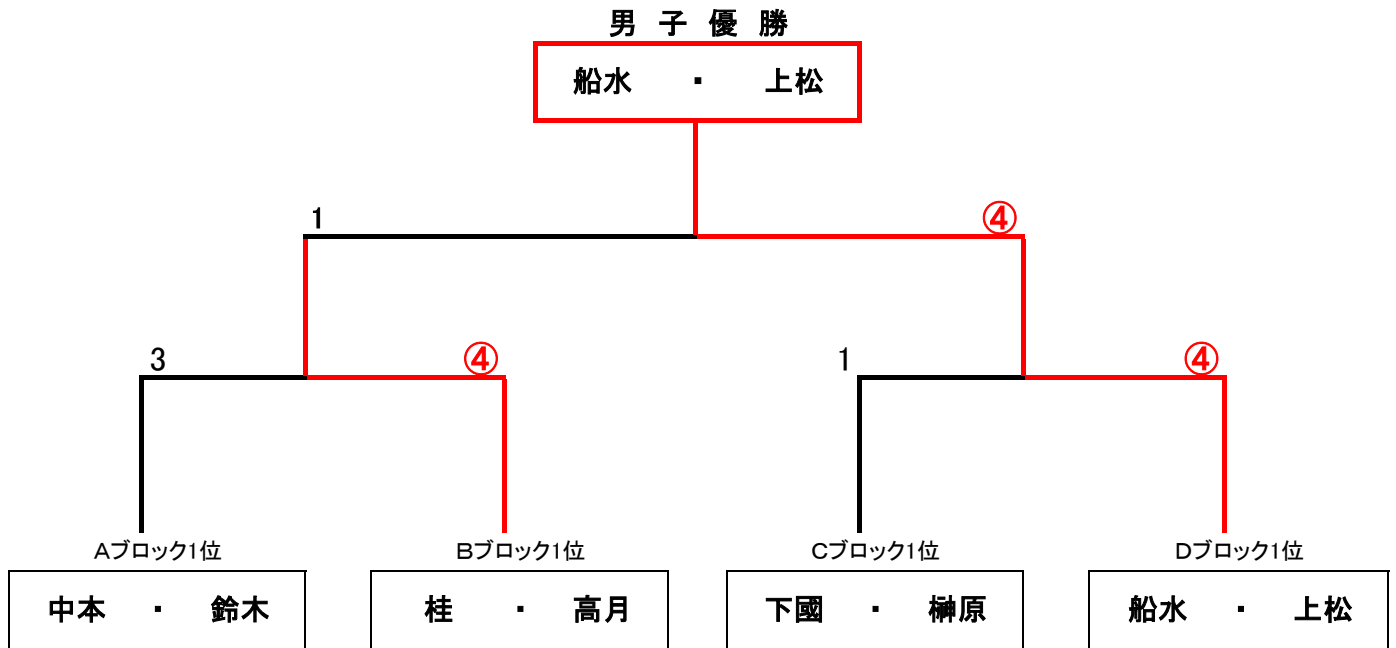 男子優勝
船水 ・ 上松
1 ④
3 ④ 1 ④
Aブロック1位 Bブロック1位 Cブロック1位 Dブロック1位
中本 ・ 鈴木 桂 ・ 高月 下國 ・ 榊原 船水 ・ 上松